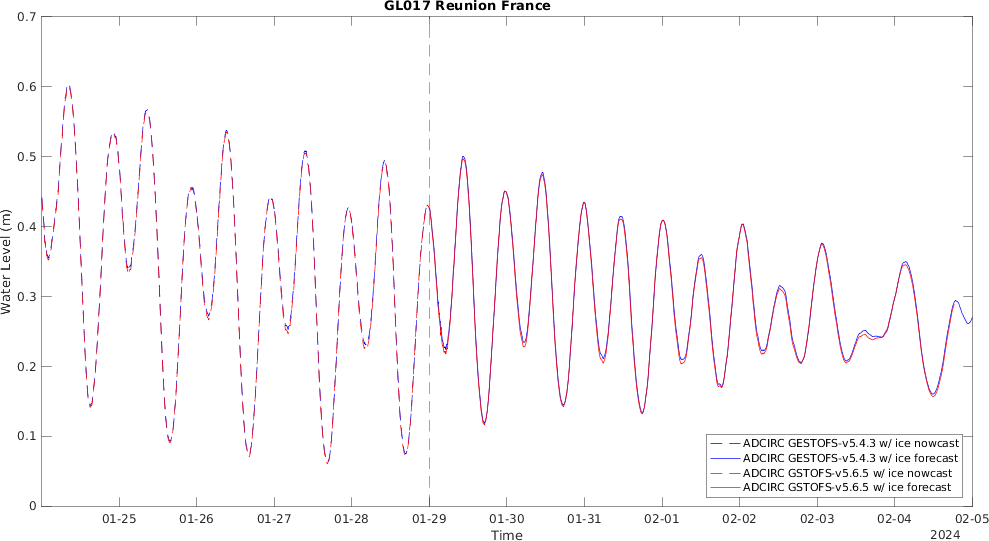 GL017 Reunion France
0.7
0.6
0.5
0.4
0.3
0.2
0.1
0
Water Level (m)
ADCIRC GESTOFS-v5.4.3 w/ ice nowcast
ADCIRC GESTOFS-v5.4.3 w/ ice forecast
ADCIRC GSTOFS-v5.6.5 w/ ice nowcast
ADCIRC GSTOFS-v5.6.5 w/ ice forecast
01-25 01-26 01-27 01-28 01-29 01-30 01-31 02-01 02-02 02-03 02-04 02-05
Time
2024